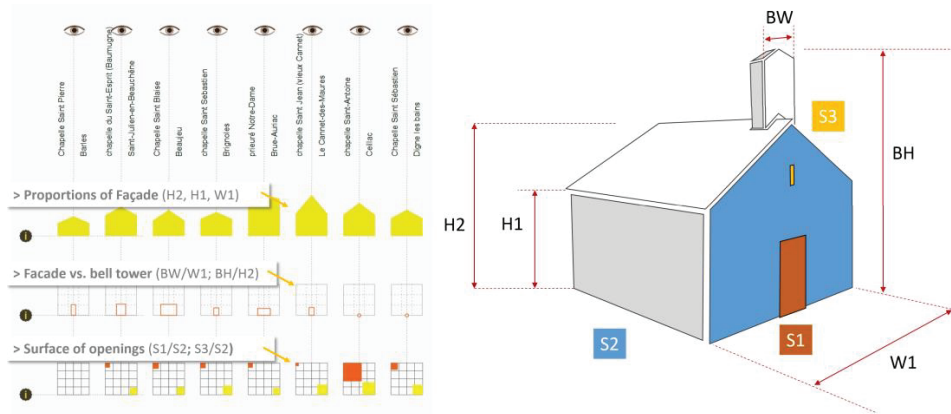 Chapelle Saint Pierre
Barles
chapelle du Saint-Esprit (Baumugne)
Saint-Julien-en-Beauchêne
Chapelle Saint Blaise
Beaujeu
chapelle Saint Sebastien
Brignoles
prieuré Notre-Dame
Brue-Auriac
chapelle Saint Jean (vieux Cannet)
Le Cannet-des-Maures
chapelle Saint-Antoine
Ceillac
chapelle Saint Sébastien
Digne les bains
> Proportions of Façade (H2, H1, W1)
i
> Facade vs. bell tower (BW/W1; BH/H2)
i
> Surface of openings (S1/S2; S3/S2)
i
BW
S3
BH
H2
H1
S2
S1
W1